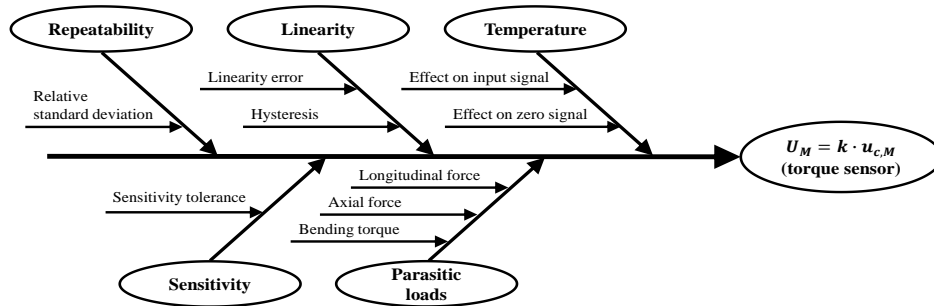 Repeatability
Linearity
Temperature
Relative
standard deviation
Linearity error
Hysteresis
Effect on input signal
Effect on zero signal
U_M = k · u_{c,M}
(torque sensor)
Sensitivity tolerance
Longitudinal force
Axial force
Bending torque
Sensitivity
Parasitic
loads